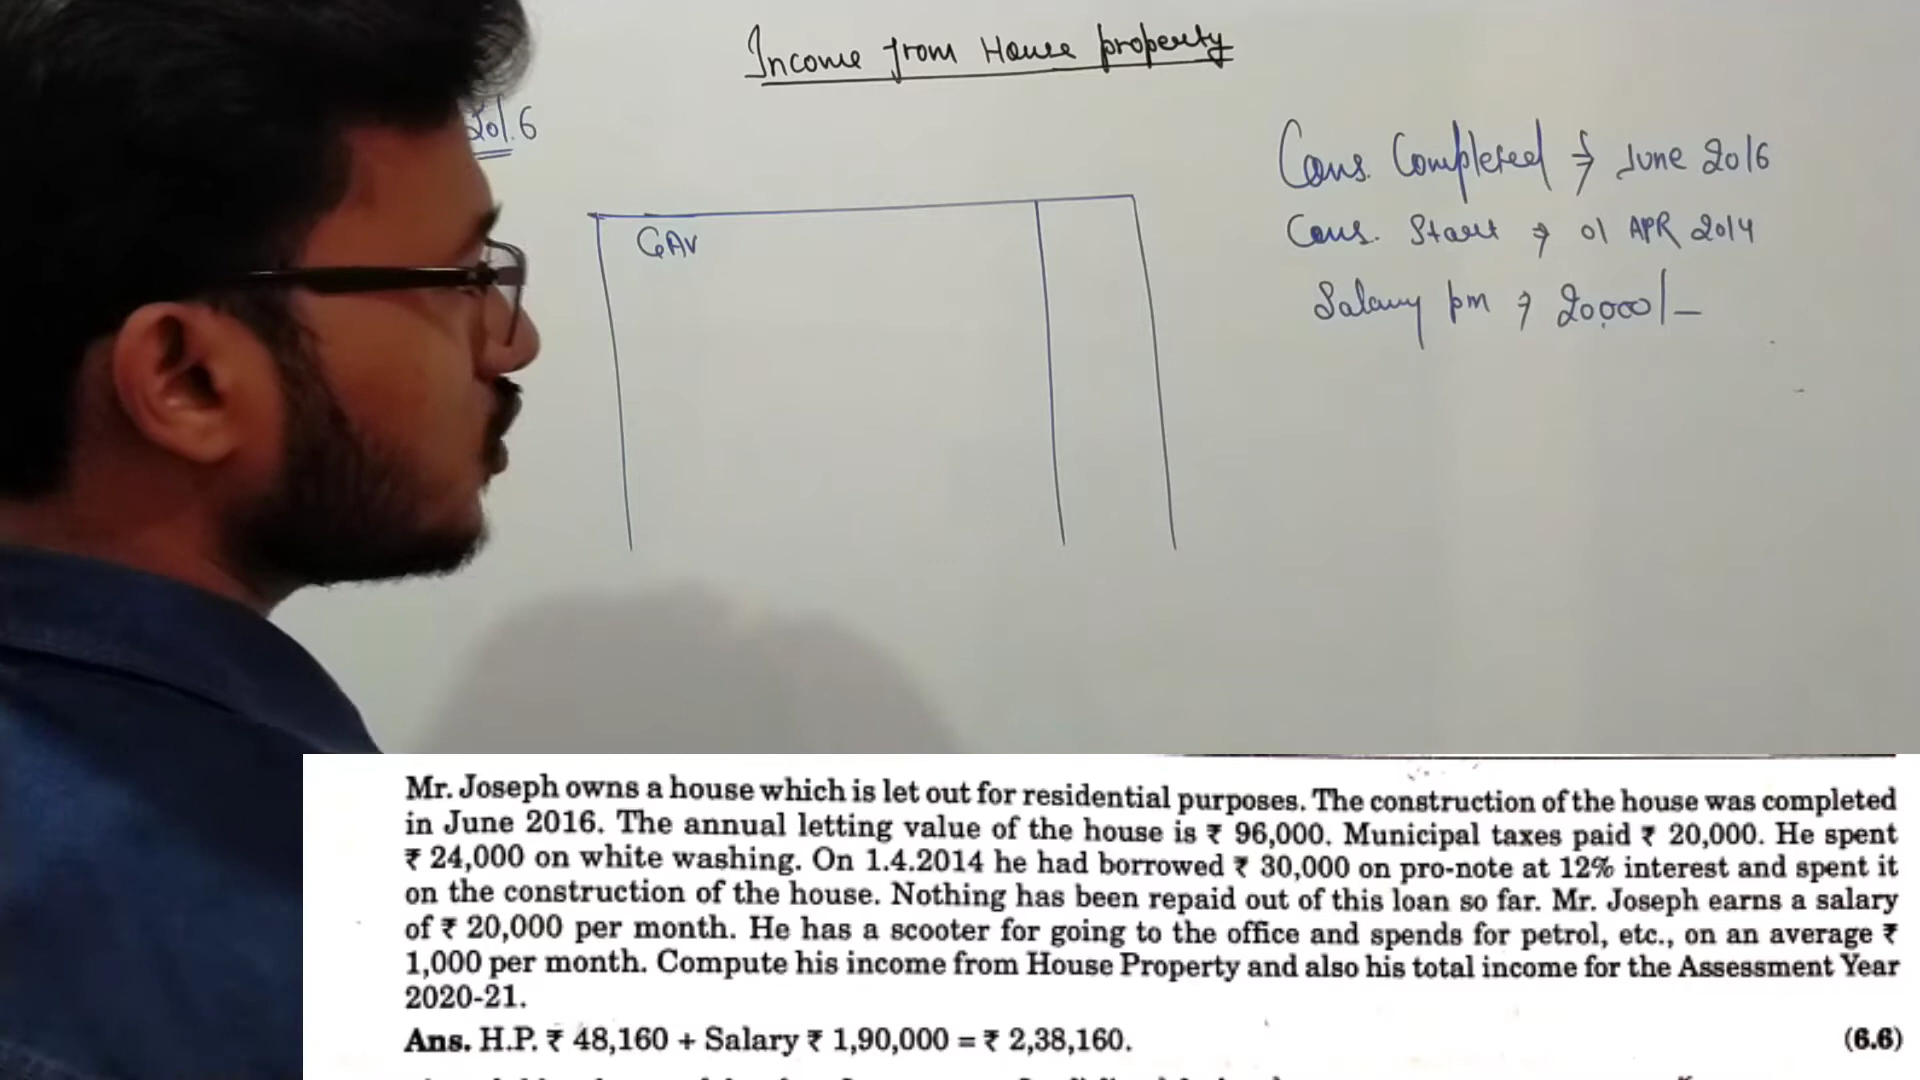 Income from House property
201.6
GAV
Cons. Completed → June 2016
Cons. Start → 01 APR 2014
Salary pm → 20,000/-
Mr. Joseph owns a house which is let out for residential purposes. The construction of the house was completed
in June 2016. The annual letting value of the house is ₹ 96,000. Municipal taxes paid ₹ 20,000. He spent
₹ 24,000 on white washing. On 1.4.2014 he had borrowed ₹ 30,000 on pro-note at 12% interest and spent it
on the construction of the house. Nothing has been repaid out of this loan so far. Mr. Joseph earns a salary
of ₹ 20,000 per month. He has a scooter for going to the office and spends for petrol, etc., on an average ₹
1,000 per month. Compute his income from House Property and also his total income for the Assessment Year
2020-21.
Ans. H.P. ₹ 48,160 + Salary ₹ 1,90,000 = ₹ 2,38,160. (6.6)